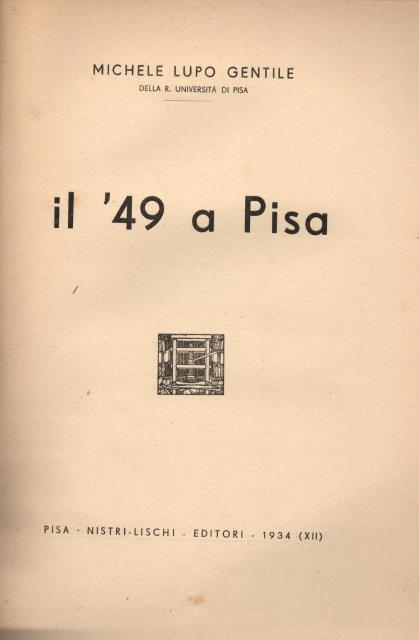 MICHELE LUPO GENTILE
DELLA R. UNIVERSITÀ DI PISA
il '49 a Pisa
PISA - NISTRI-LISCHI - EDITORI - 1934 (XII)